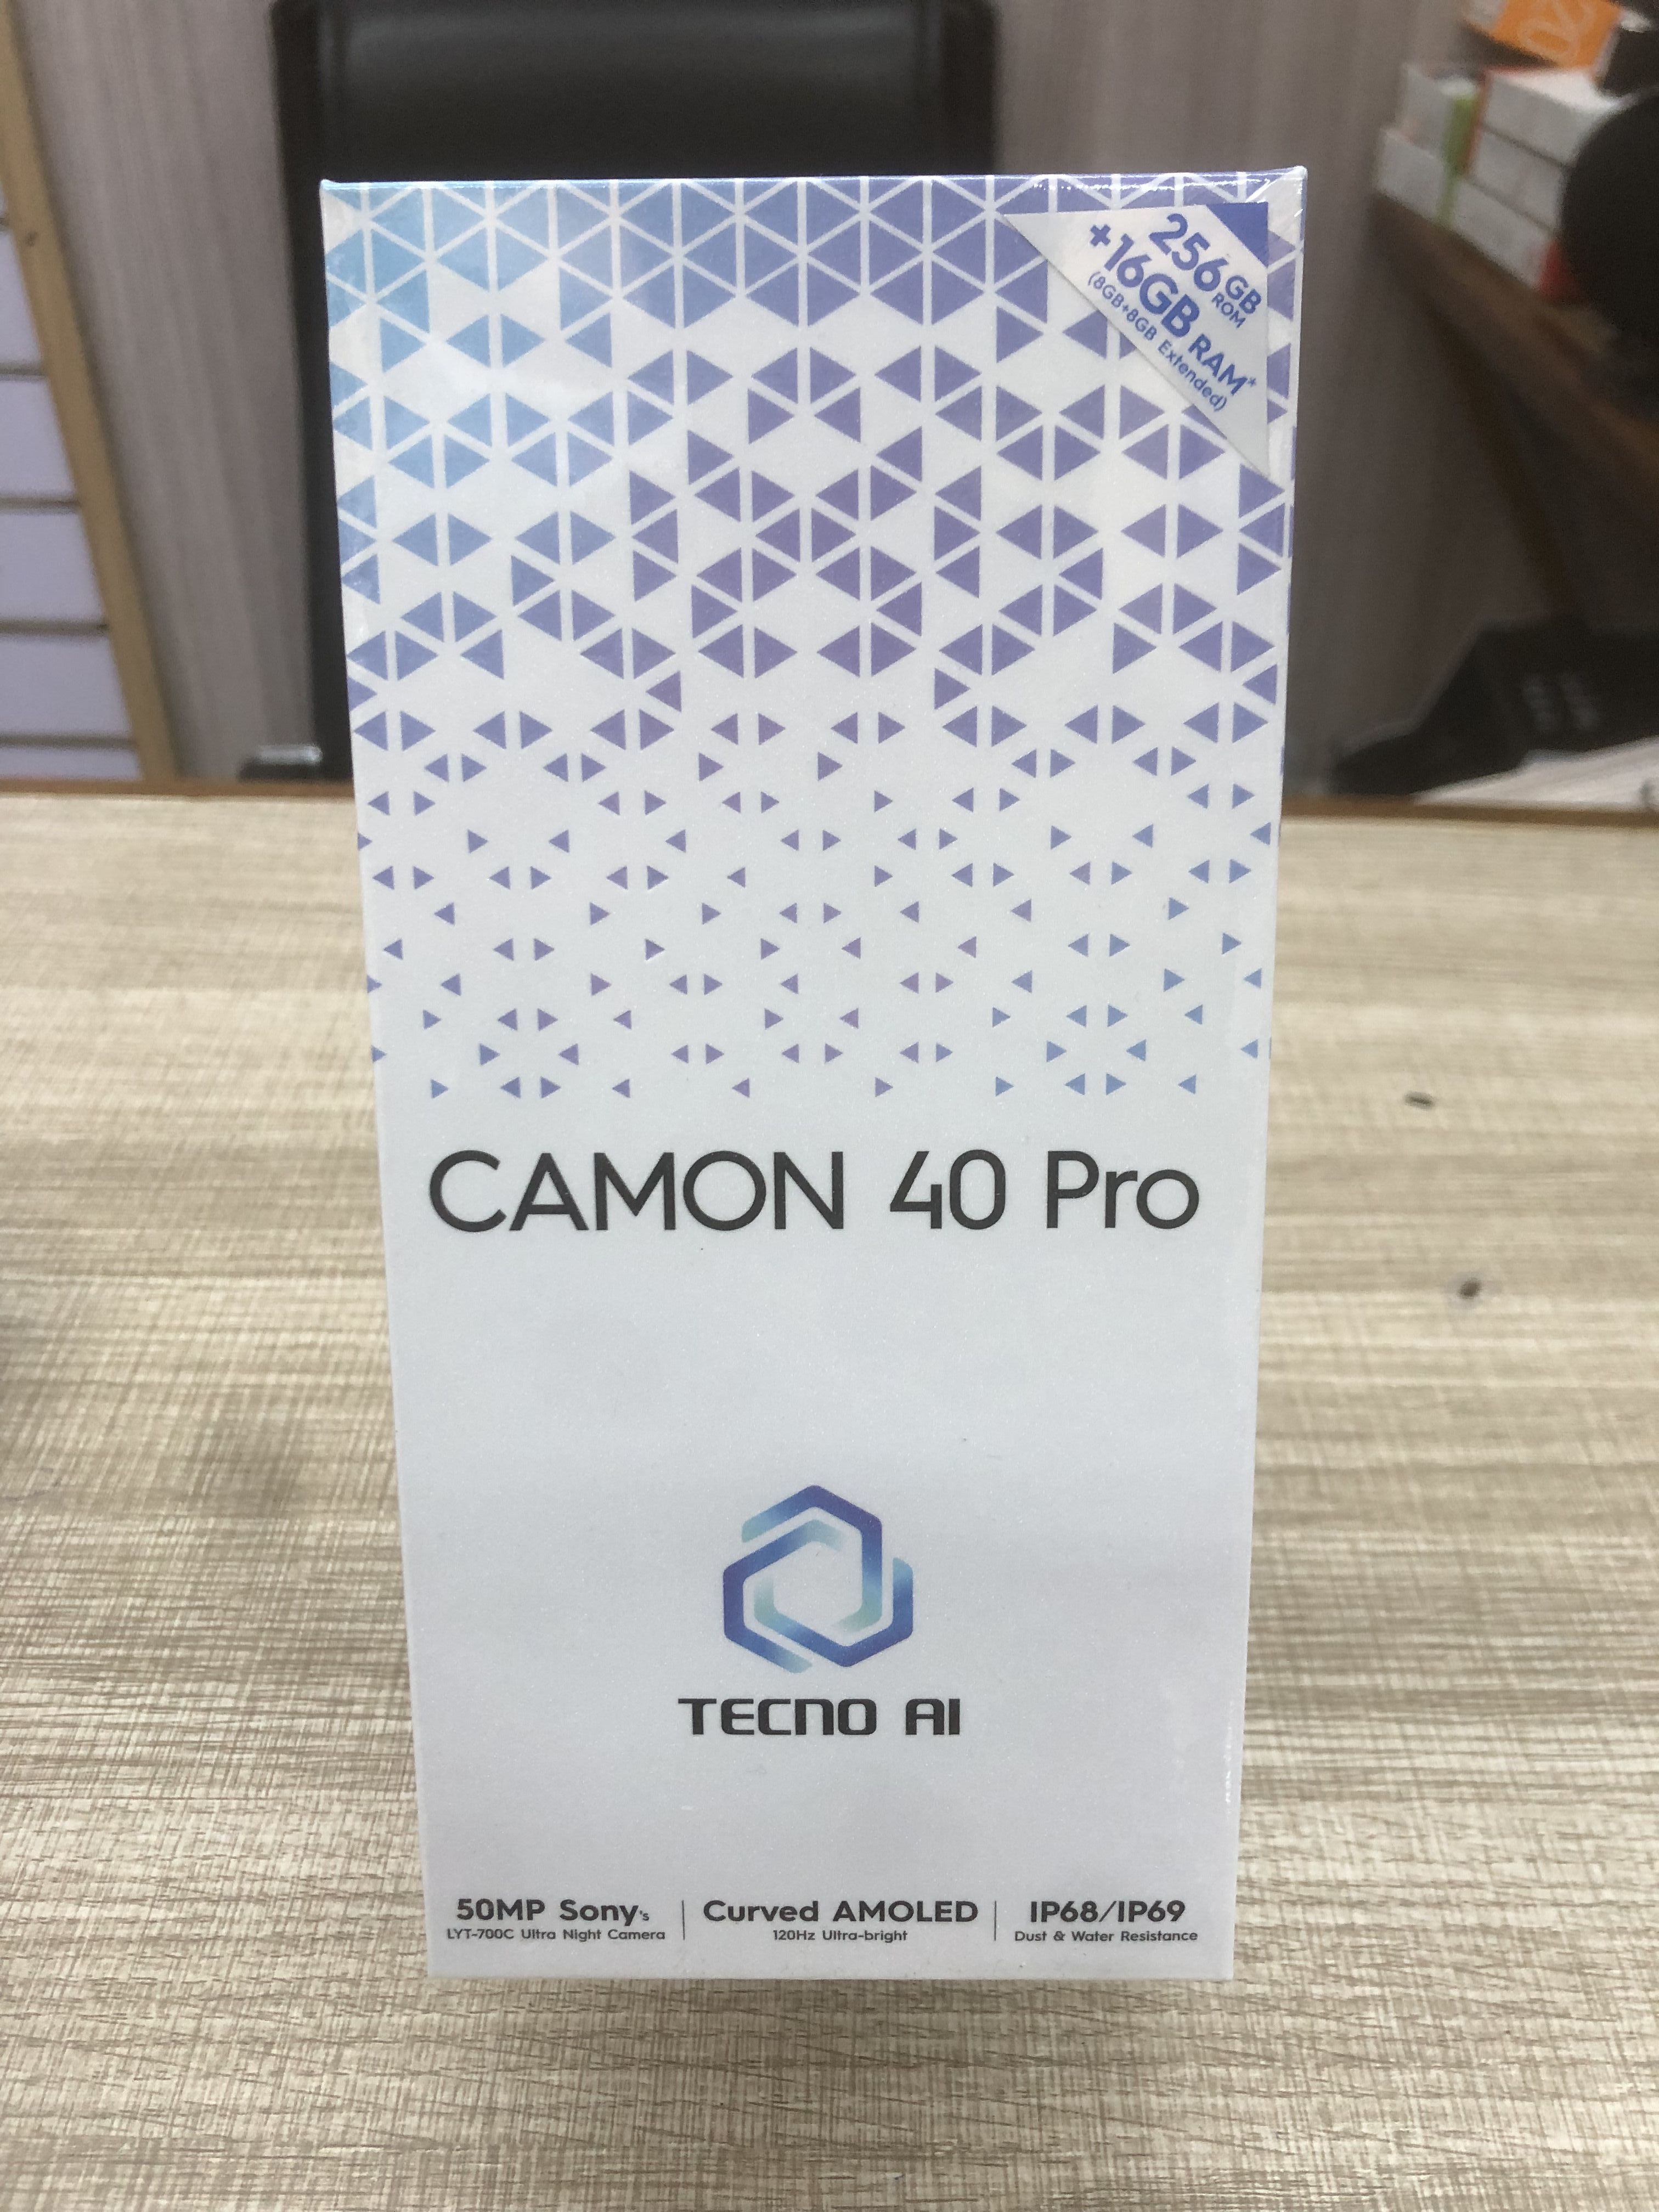 256GB ROM
+16GB RAM*
(8GB+8GB Extended)
CAMON 40 Pro
TECNO AI
50MP Sony's
LYT-700C Ultra Night Camera
Curved AMOLED
120Hz Ultra-bright
IP68/IP69
Dust & Water Resistance